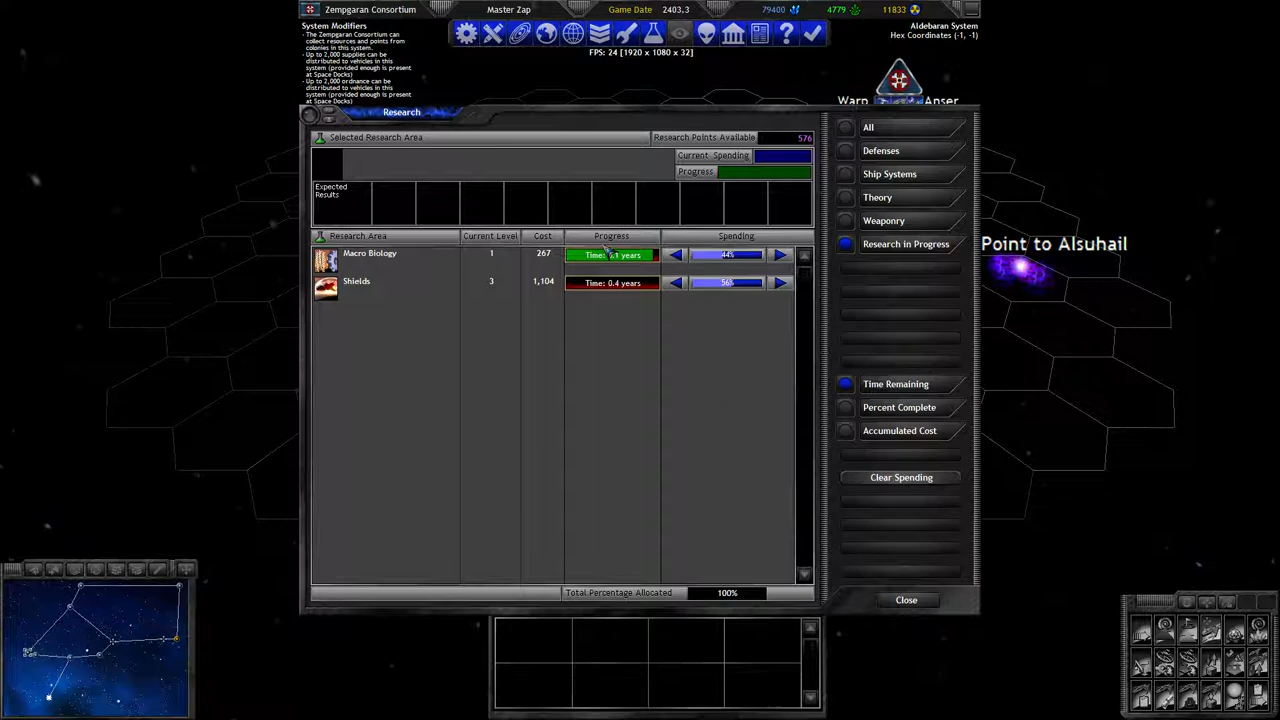 Zempgaran Consortium
Master Zap
Game Date 2403,3
79400
4779
11833
System Modifiers
- The Zempgaran Consortium can
collect resources and points from
colonies in this system.
- Up to 2,000 supplies can be
distributed to vehicles in this
system (provided enough is present
at Space Docks)
- Up to 2,000 ordnance can be
distributed to vehicles in this
system (provided enough is present
at Space Docks)
FPS: 24 [1920 x 1080 x 32]
Aldebaran System
Hex Coordinates (-1, -1)
Warp
Anser
Point to Alsuhail
Research
Selected Research Area
Research Points Available 576
Current Spending
Progress
Expected
Results
Research Area Current Level Cost Progress Spending
Macro Biology 1 267 years 44%
Shields 3 1,104 Time: 0.4 years 56%
Total Percentage Allocated 100%
All
Defenses
Ship Systems
Theory
Weaponry
Research in Progress
Time Remaining
Percent Complete
Accumulated Cost
Clear Spending
Close